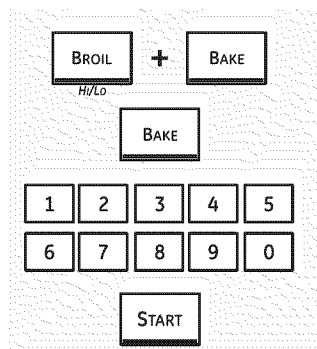 BROIL + BAKE
Hi/Lo
BAKE
1 2 3 4 5
6 7 8 9 0
START